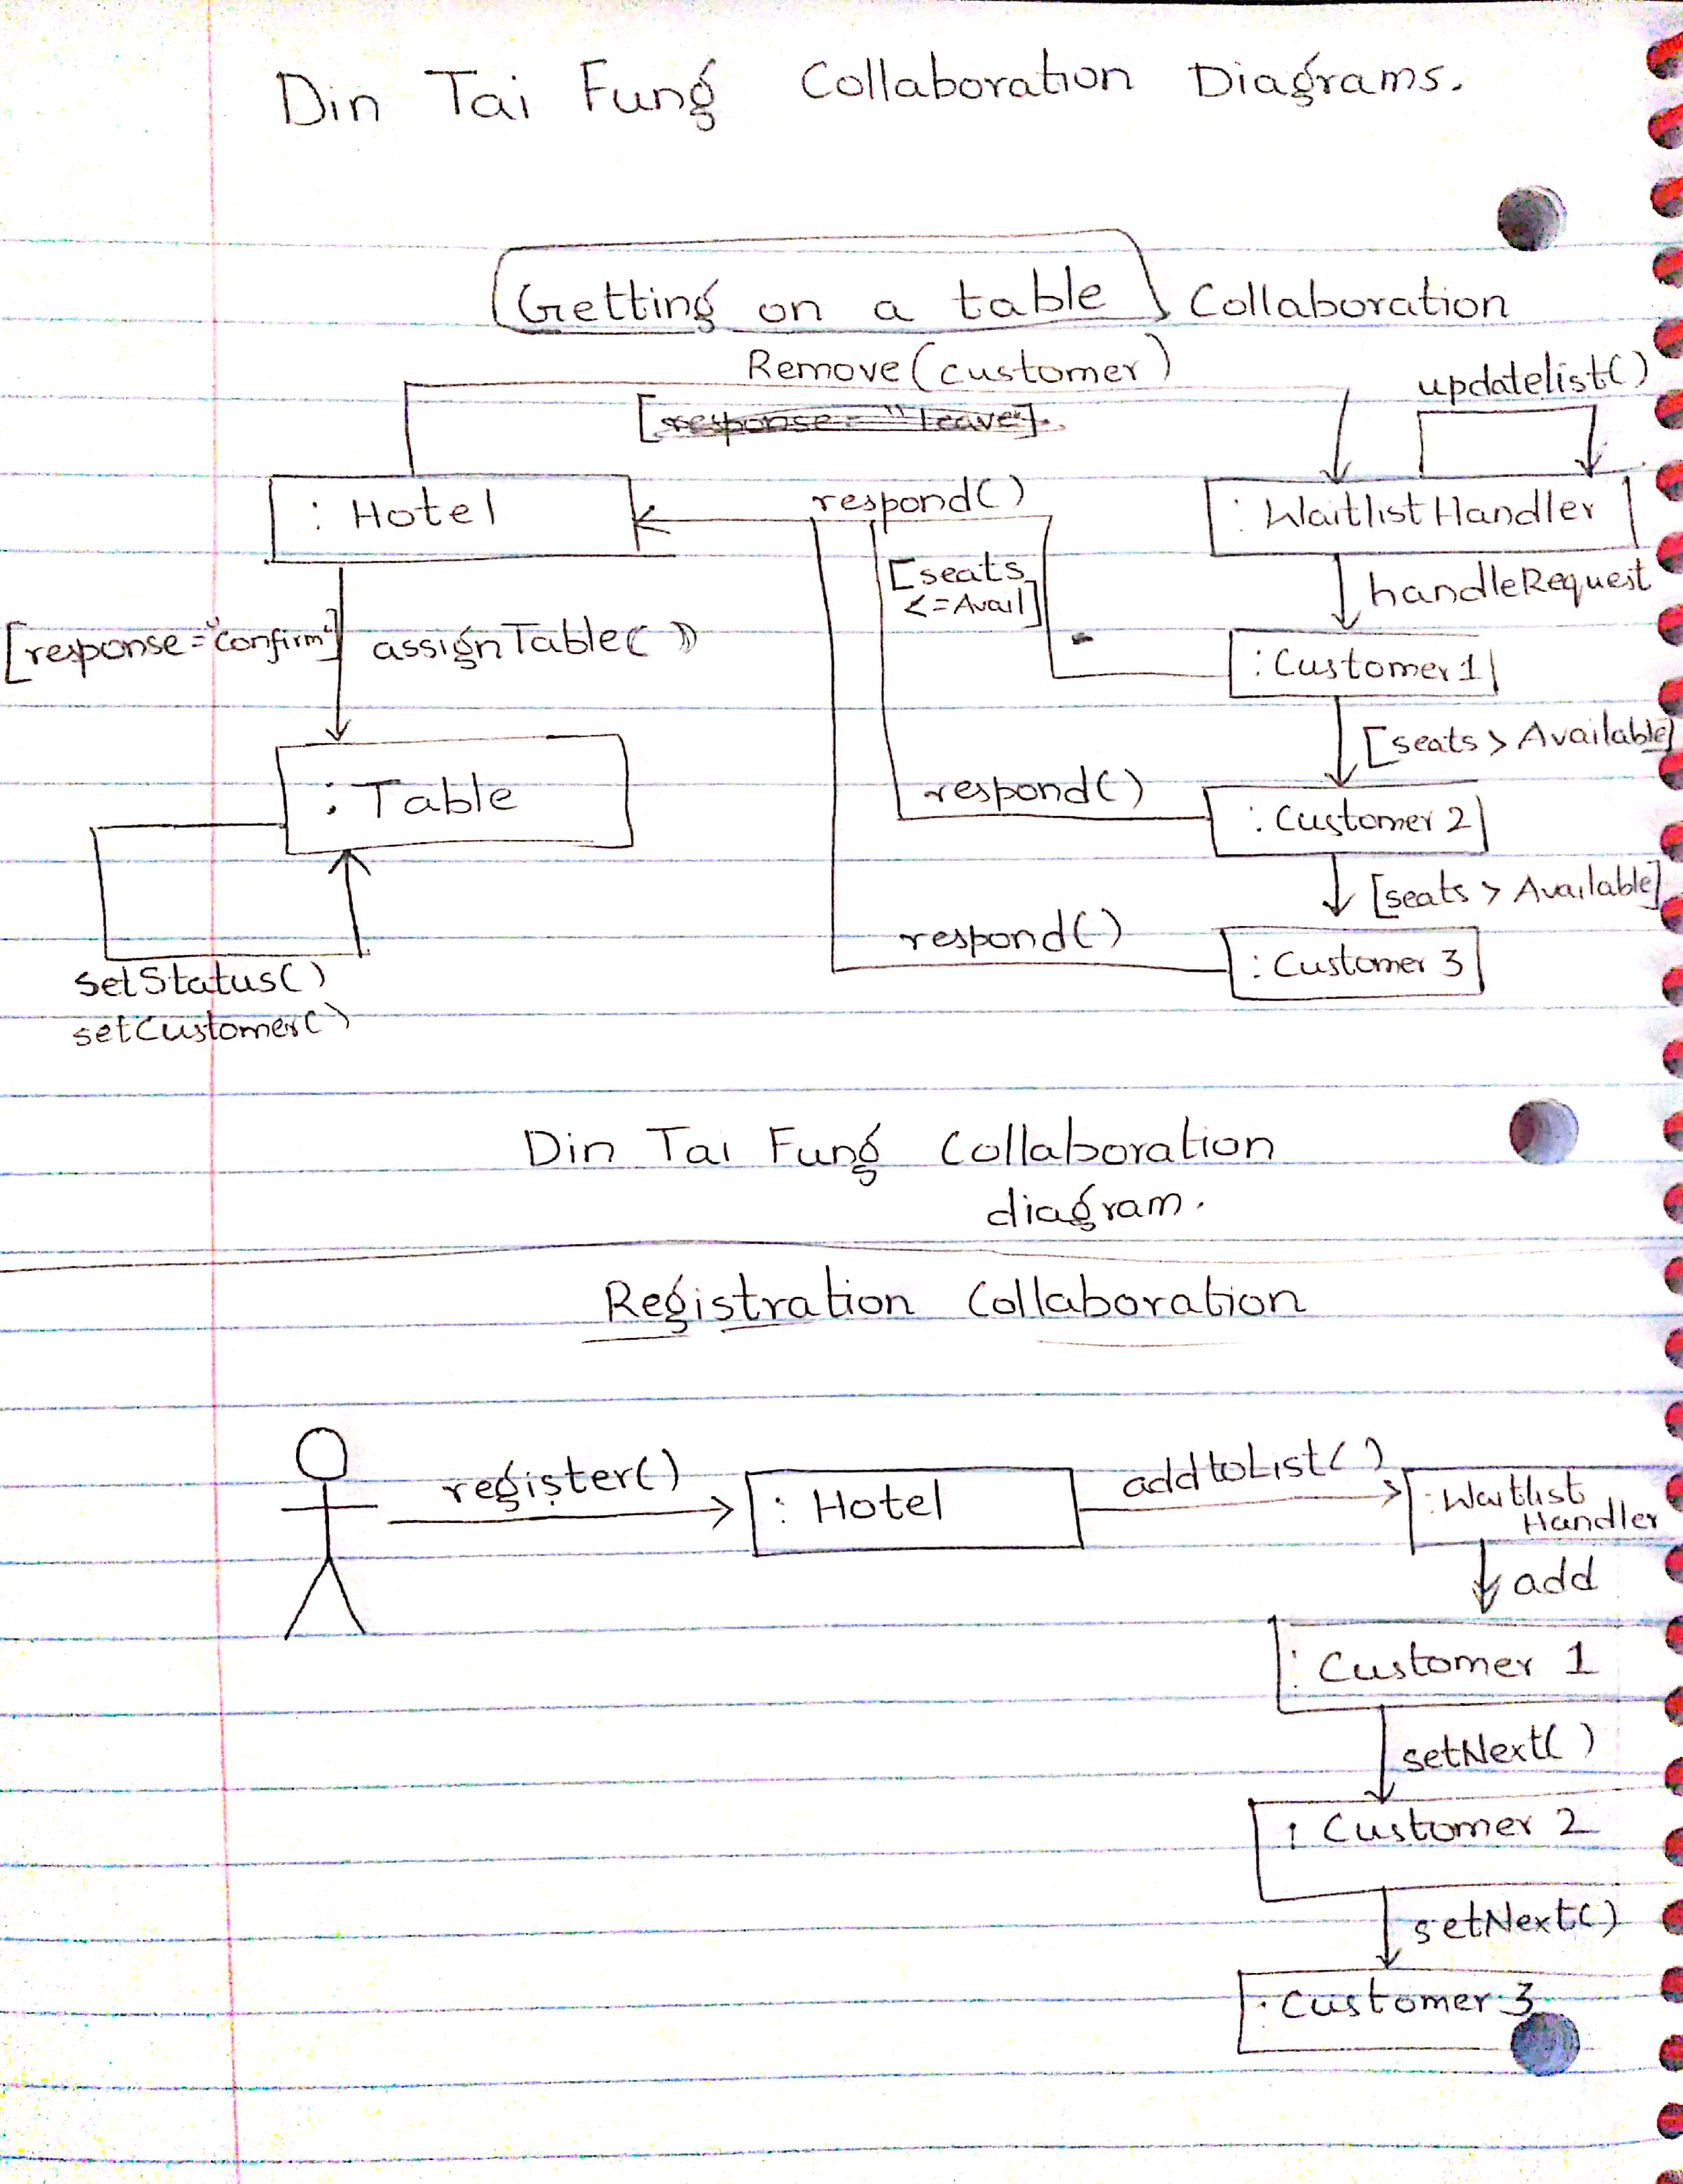 Din Tai Fung Collaboration Diagrams.
Getting on a table Collaboration
Remove(customer)
updatelist()
[response = "leave"].
: Hotel
respond()
: WaitlistHandler
[seats
<=Avail]
handleRequest
[response="confirm"] assignTable()
:Customer 1
[seats > Available]
: Table
respond()
: Customer 2
[seats > Available]
respond()
: Customer 3
setStatus()
setCustomer()
Din Tai Fung Collaboration
diagram.
Registration Collaboration
register()
: Hotel
addtoList()
:Waitlist
Handler
add
: Customer 1
setNext()
: Customer 2
setNext()
: Customer 3